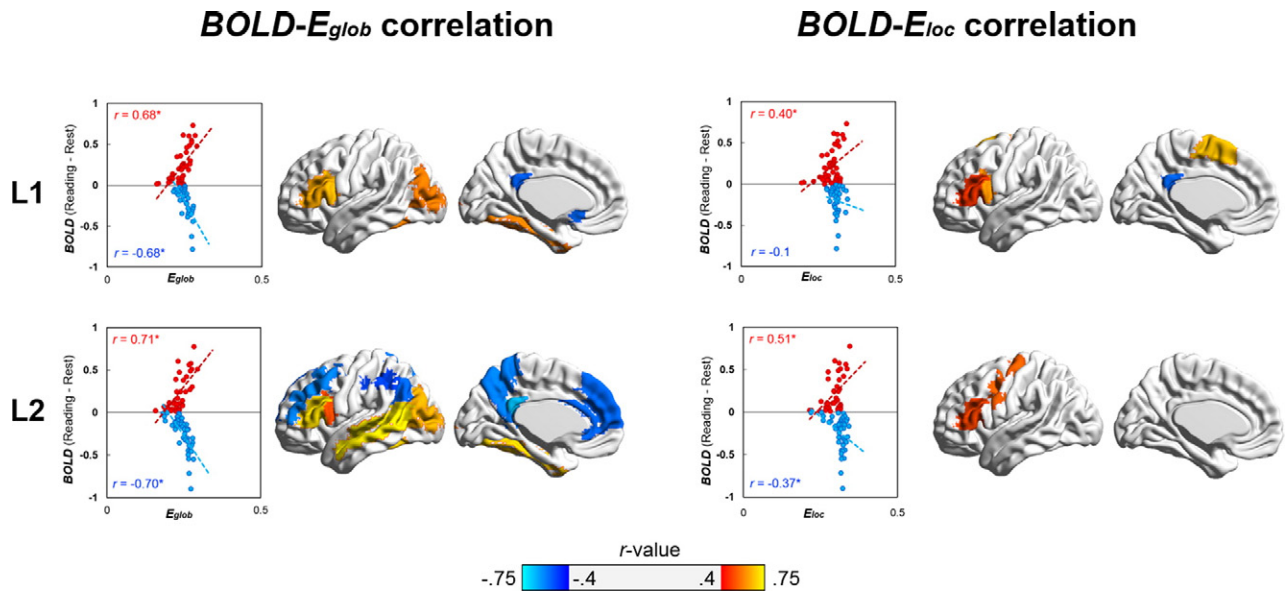 BOLD-Eglob correlation
BOLD-Eloc correlation
L1
BOLD (Reading - Rest)
1
0.5
0
-0.5
-1
r = 0.68*
r = -0.68*
0
Eglob
0.5
BOLD (Reading - Rest)
1
0.5
0
-0.5
-1
r = 0.40*
r = -0.1
0
Eloc
0.5
L2
BOLD (Reading - Rest)
1
0.5
0
-0.5
-1
r = 0.71*
r = -0.70*
0
Eglob
0.5
BOLD (Reading - Rest)
1
0.5
0
-0.5
-1
r = 0.51*
r = -0.37*
0
Eloc
0.5
r-value
-.75 -.4 .4 .75